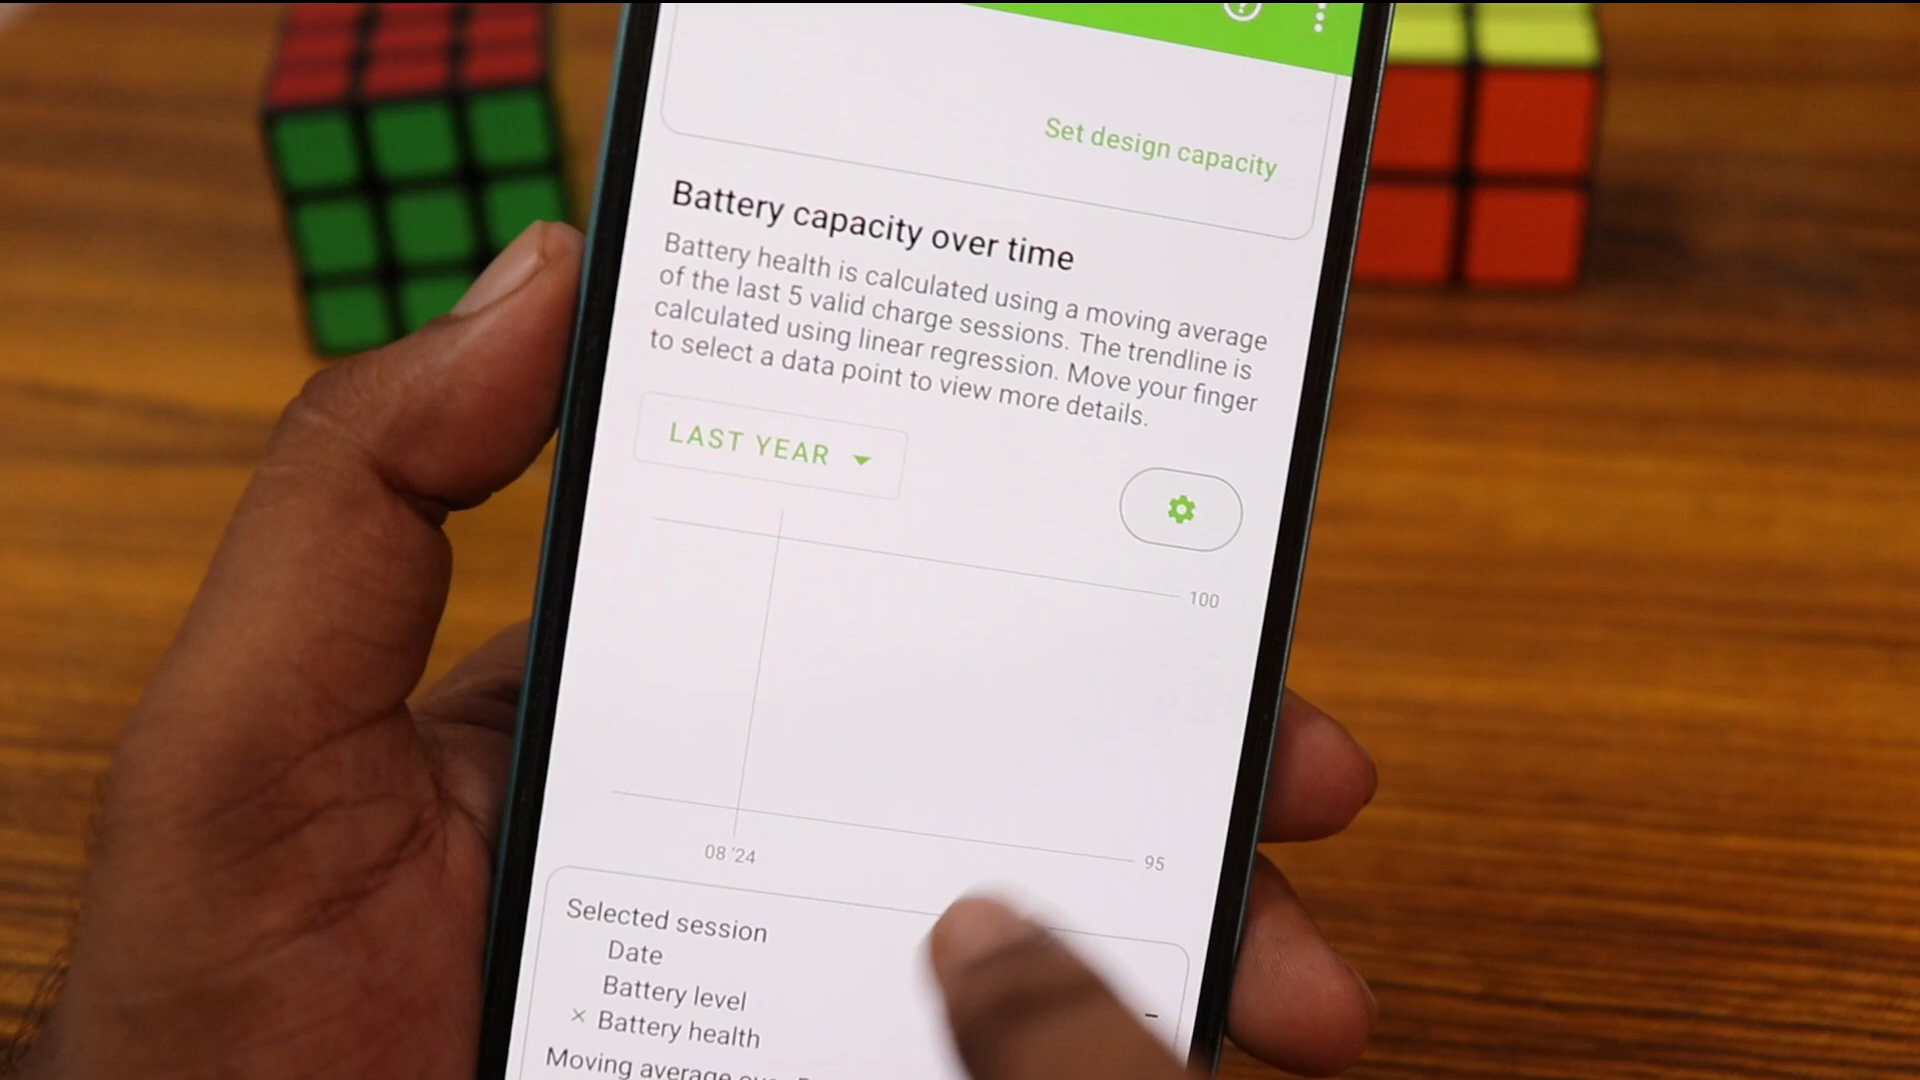 Set design capacity
Battery capacity over time
Battery health is calculated using a moving average
of the last 5 valid charge sessions. The trendline is
calculated using linear regression. Move your finger
to select a data point to view more details.
LAST YEAR
100
95
08 '24
Selected session
Date
Battery level
–
× Battery health
Moving average